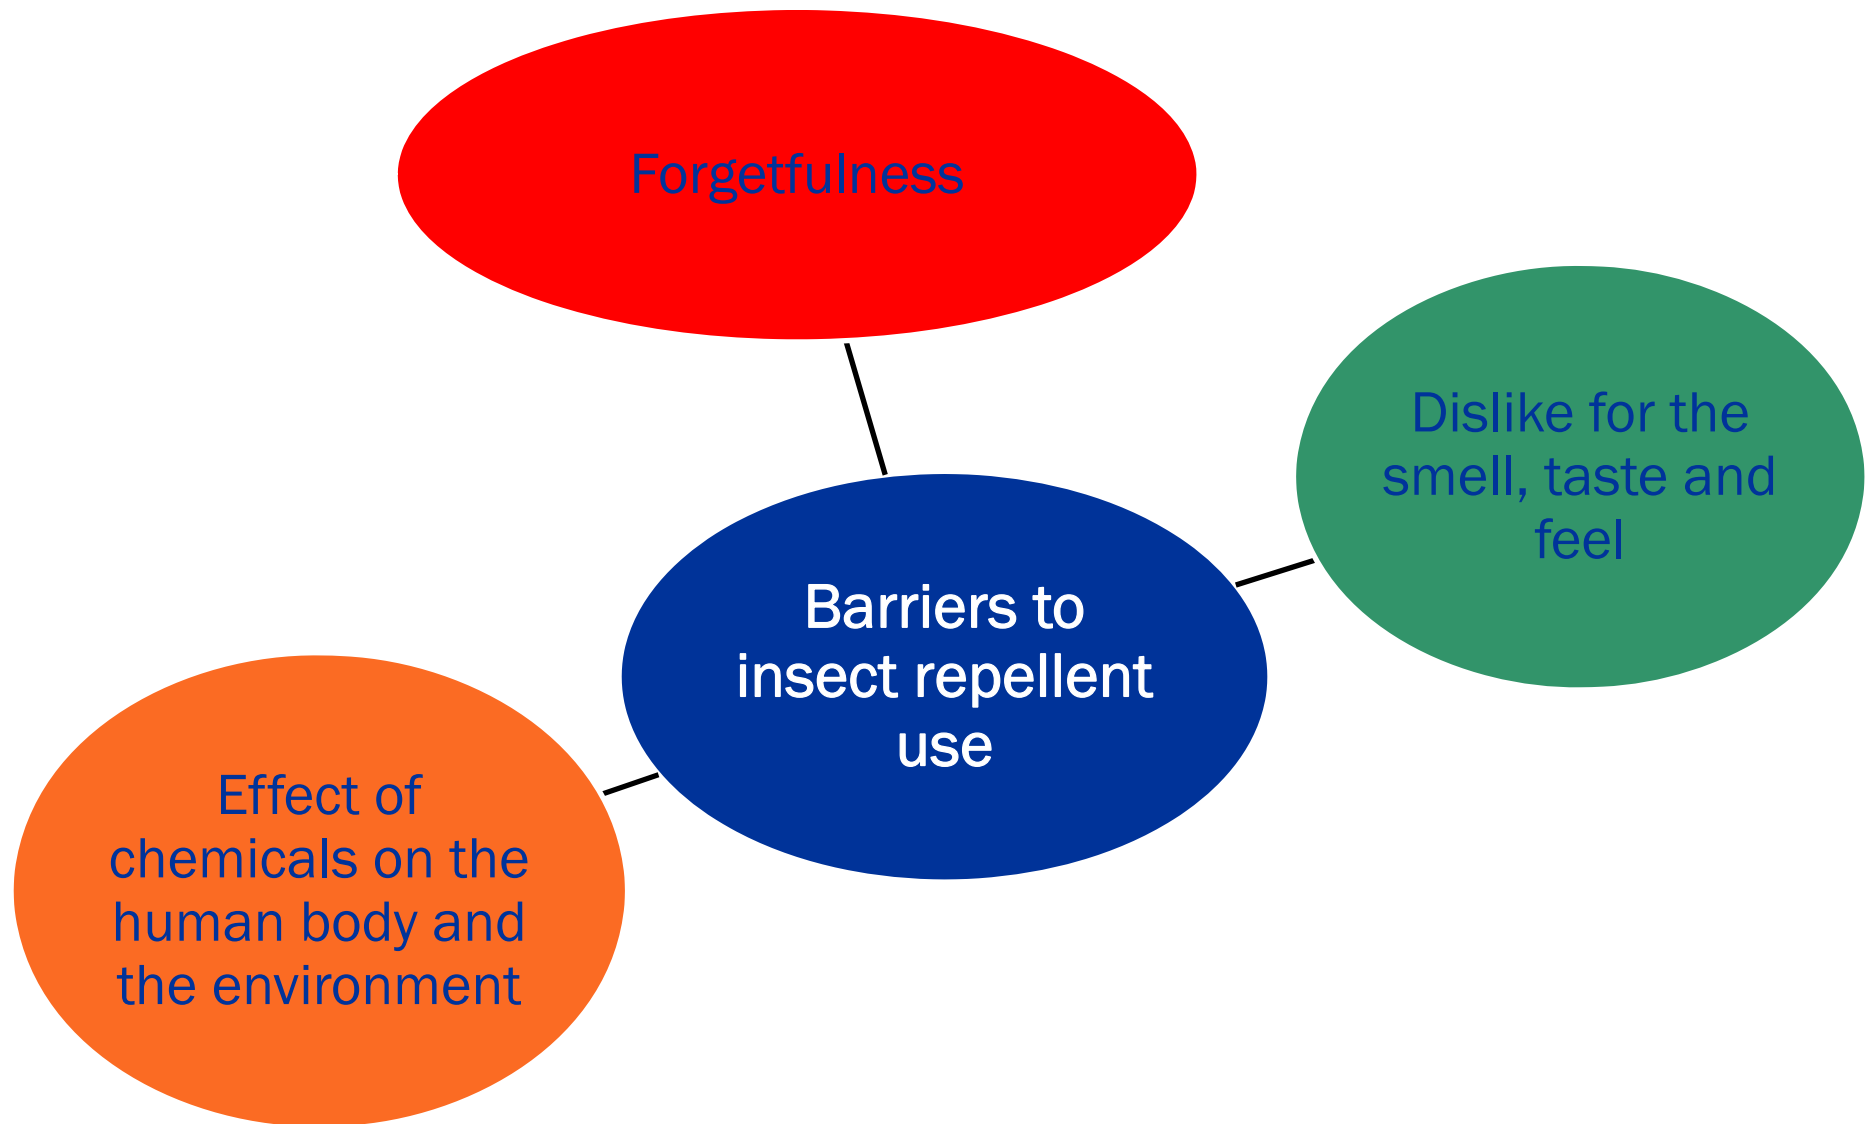 Forgetfulness
Dislike for the
smell, taste and
feel
Barriers to
insect repellent
use
Effect of
chemicals on the
human body and
the environment